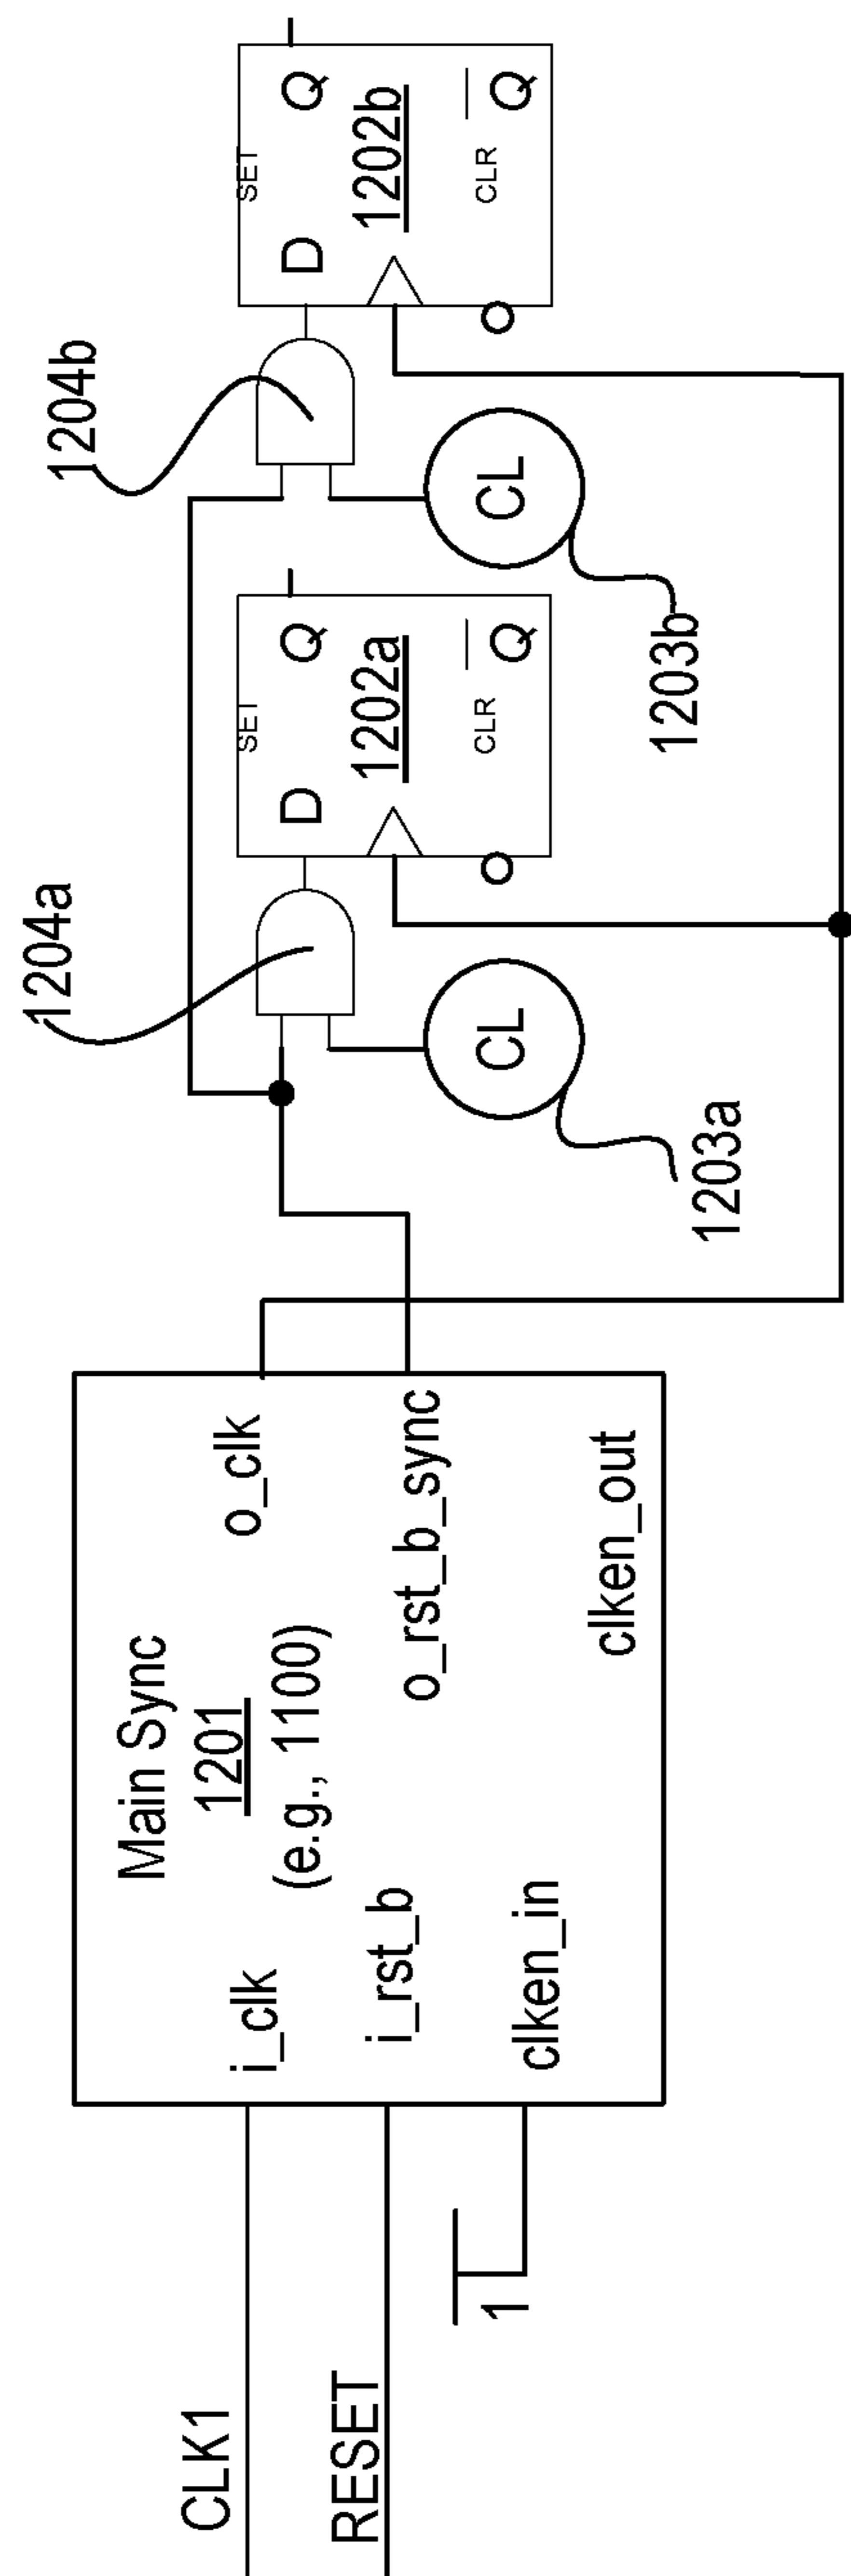 CLK1
RESET
1
Main Sync
1201
(e.g., 1100)
i_clk
i_rst_b
clken_in
o_clk
o_rst_b_sync
clken_out
1204a
CL
1203a
SET
D
Q
1202a
CLR
Q
1204b
CL
1203b
SET
D
Q
1202b
CLR
Q